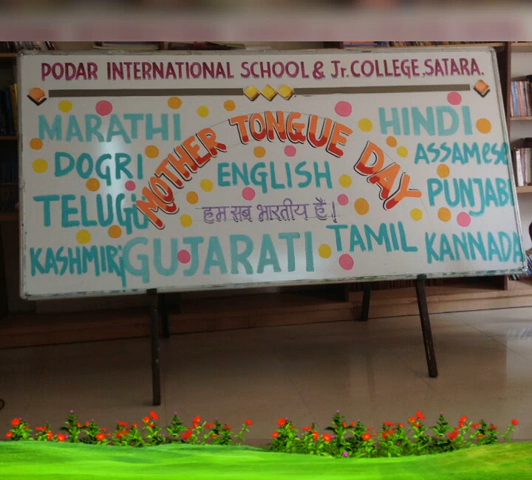 PODAR INTERNATIONAL SCHOOL & Jr. COLLEGE, SATARA.
MOTHER TONGUE DAY
MARATHI
HINDI
DOGRI
ENGLISH
ASSAMESE
TELUGU
हम सब भारतीय है !
PUNJABI
KASHMIRI
GUJARATI
TAMIL
KANNADA